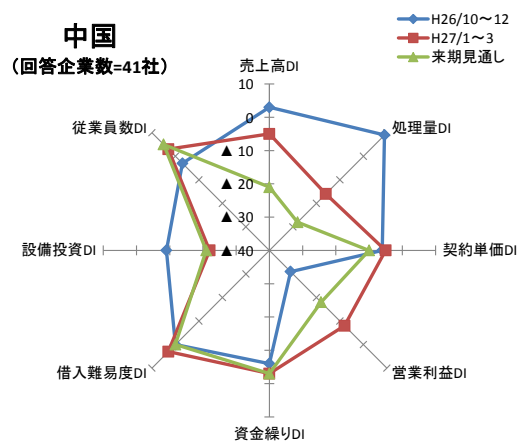 中国
（回答企業数=41社）
H26/10～12
H27/1～3
来期見通し
売上高DI
処理量DI
契約単価DI
営業利益DI
資金繰りDI
借入難易度DI
設備投資DI
従業員数DI
10
0
▲ 10
▲ 20
▲ 30
▲ 40